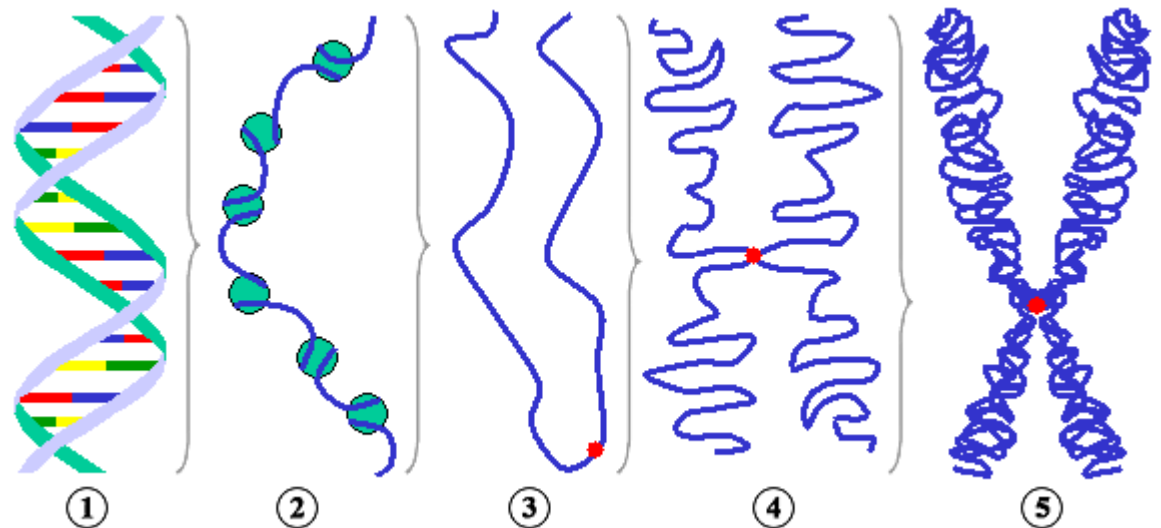 ① ② ③ ④ ⑤